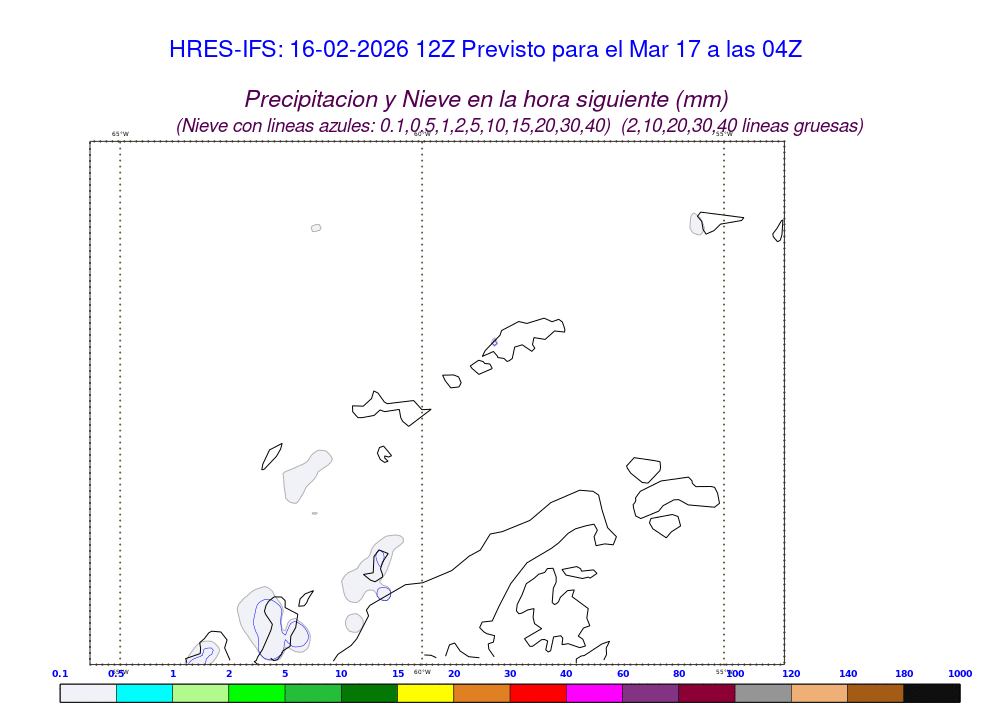 HRES-IFS: 16-02-2026 12Z Previsto para el Mar 17 a las 04Z
Precipitacion y Nieve en la hora siguiente (mm)
(Nieve con lineas azules: 0.1,0.5,1,2,5,10,15,20,30,40)  (2,10,20,30,40 lineas gruesas)
65°W 60°W 55°W
65°W 60°W 55°W
0.1 0.5 1 2 5 10 15 20 30 40 60 80 100 120 140 180 1000